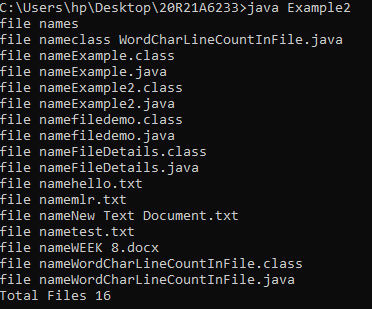 C:\Users\hp\Desktop\20R21A6233>java Example2
file names
file nameclass WordCharLineCountInFile.java
file nameExample.class
file nameExample.java
file nameExample2.class
file nameExample2.java
file namefiledemo.class
file namefiledemo.java
file nameFileDetails.class
file nameFileDetails.java
file namehello.txt
file namemlr.txt
file nameNew Text Document.txt
file nametest.txt
file nameWEEK 8.docx
file nameWordCharLineCountInFile.class
file nameWordCharLineCountInFile.java
Total Files 16